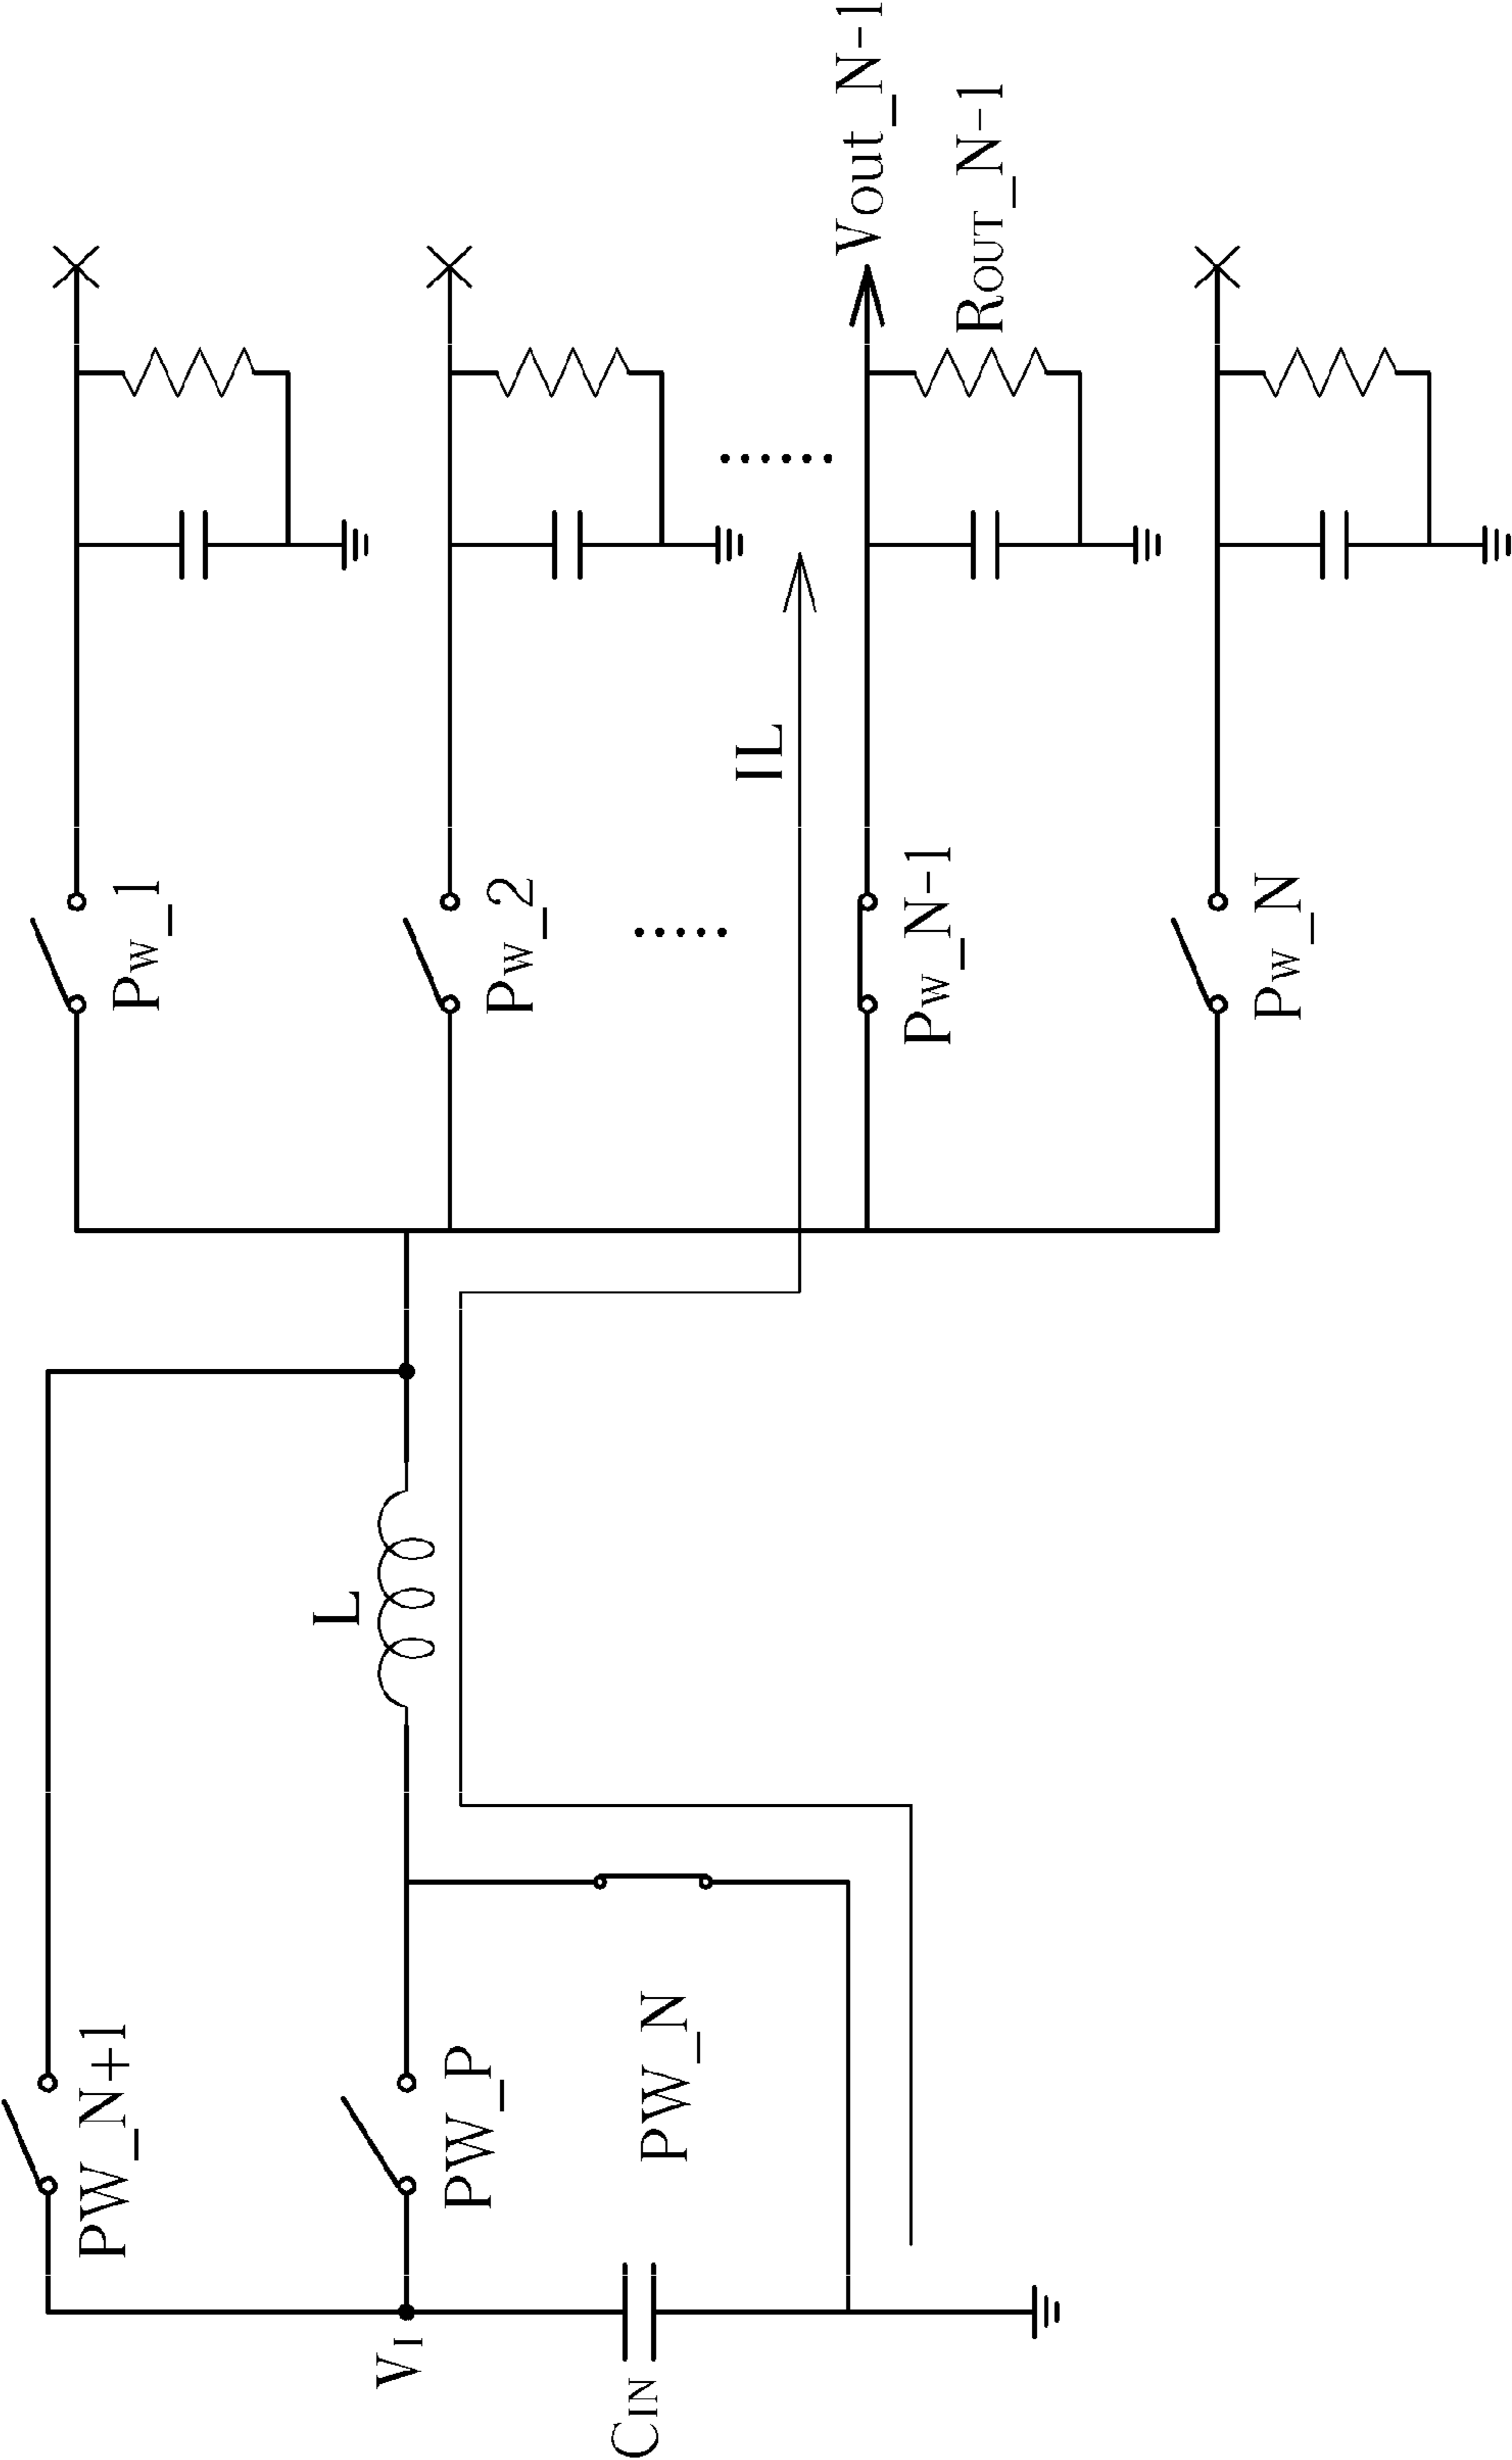 PW_N+1
VI
PW_P
CIN
PW_N
L
IL
Pw_1
Pw_2
Pw_N-1
Pw_N
Vout_N-1
ROUT_N-1